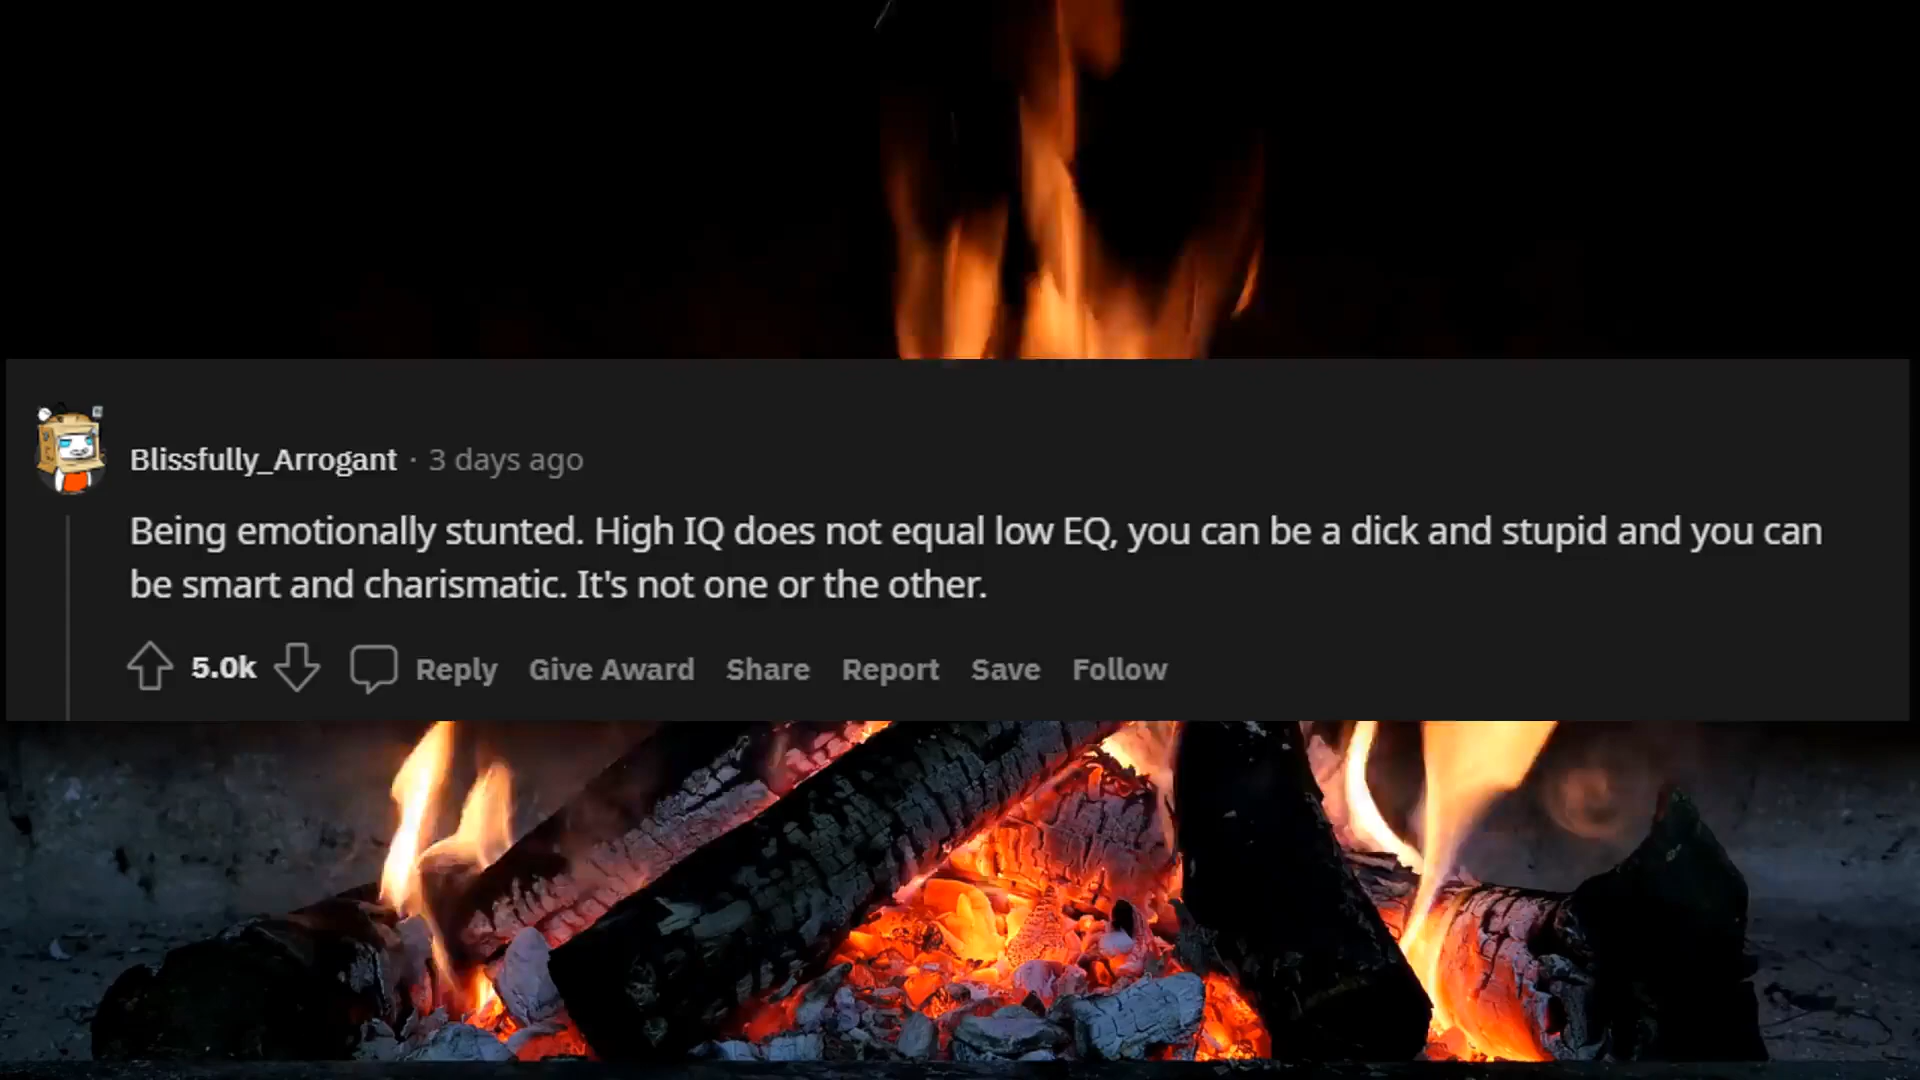 Blissfully_Arrogant · 3 days ago
Being emotionally stunted. High IQ does not equal low EQ, you can be a dick and stupid and you can
be smart and charismatic. It's not one or the other.
5.0k Reply Give Award Share Report Save Follow